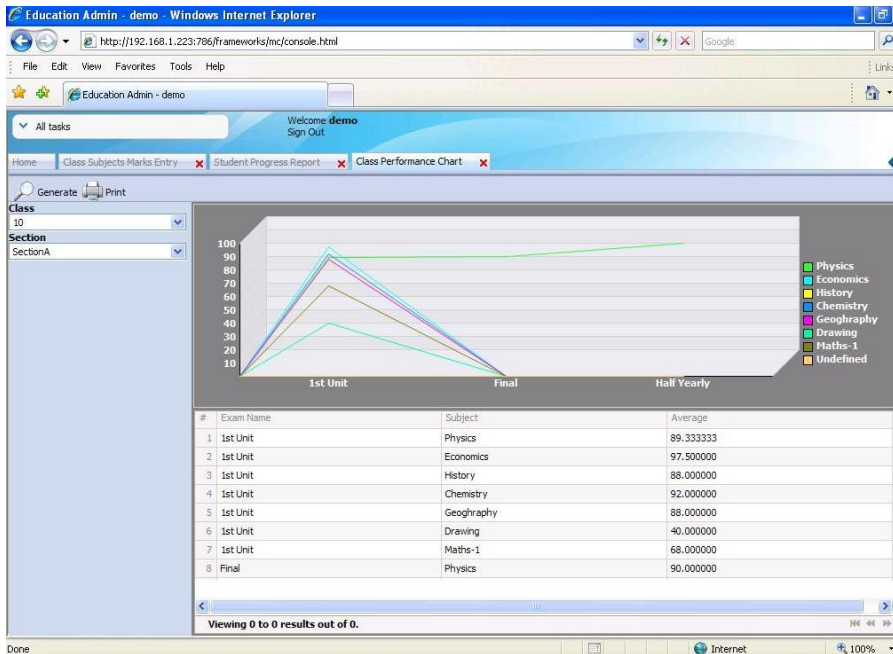 Education Admin - demo - Windows Internet Explorer
http://192.168.1.223:786/frameworks/mc/console.html
Google
File Edit View Favorites Tools Help
Links
Education Admin - demo
All tasks
Welcome demo
Sign Out
Home Class Subjects Marks Entry Student Progress Report Class Performance Chart
Generate Print
Class
10
Section
SectionA
100
90
80
70
60
50
40
30
20
10
1st Unit Final Half Yearly
Physics
Economics
History
Chemistry
Geoghraphy
Drawing
Maths-1
Undefined
# Exam Name Subject Average
1 1st Unit Physics 89.333333
2 1st Unit Economics 97.500000
3 1st Unit History 88.000000
4 1st Unit Chemistry 92.000000
5 1st Unit Geoghraphy 88.000000
6 1st Unit Drawing 40.000000
7 1st Unit Maths-1 68.000000
8 Final Physics 90.000000
Viewing 0 to 0 results out of 0.
Done Internet 100%